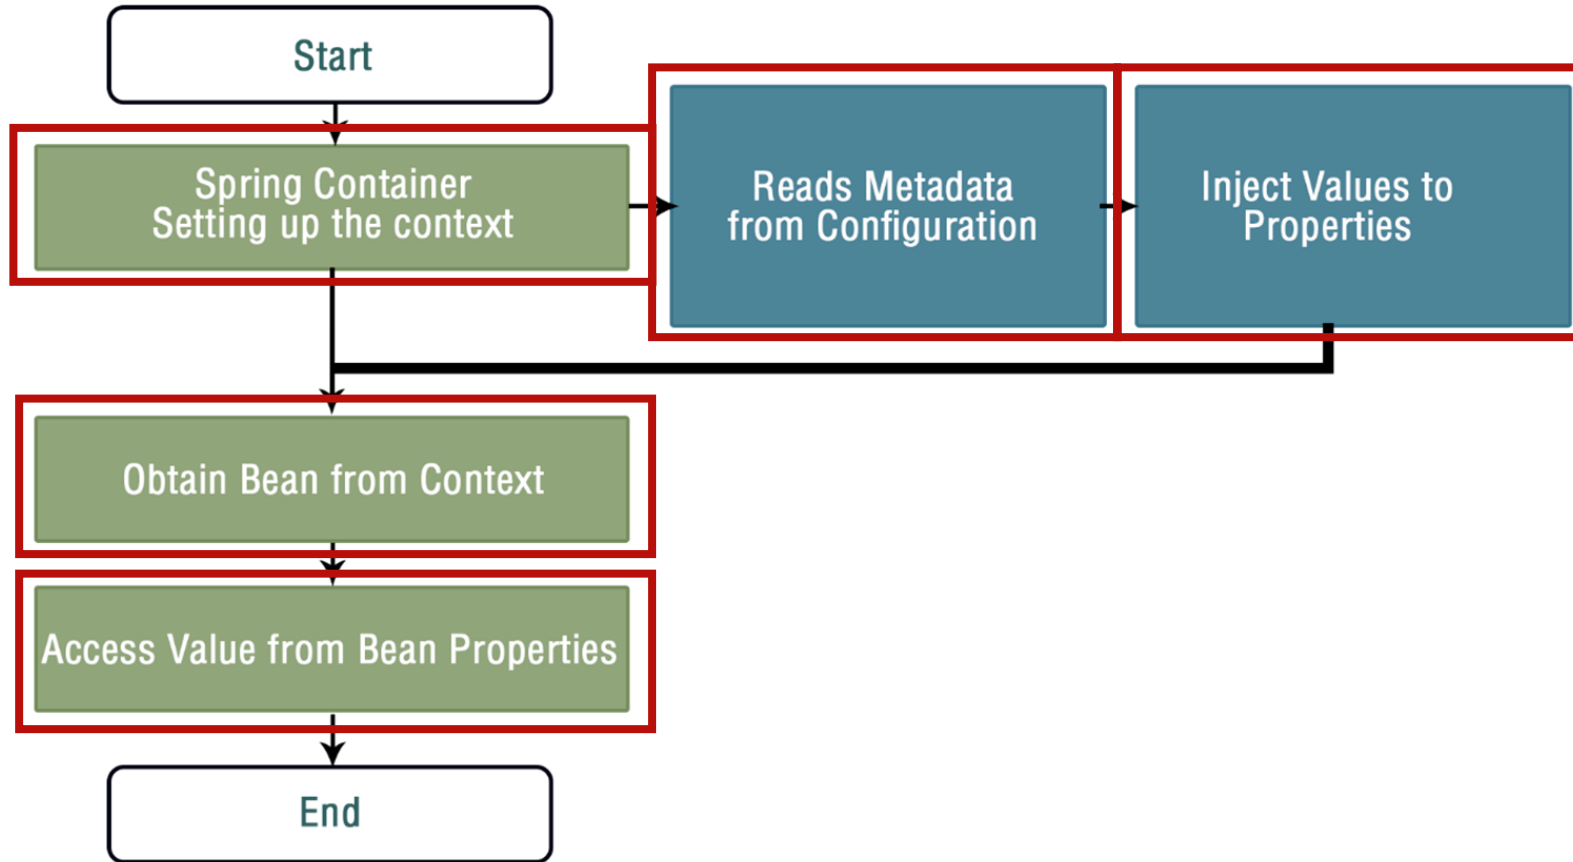 Start
Spring Container
Setting up the context
Reads Metadata
from Configuration
Inject Values to
Properties
Obtain Bean from Context
Access Value from Bean Properties
End